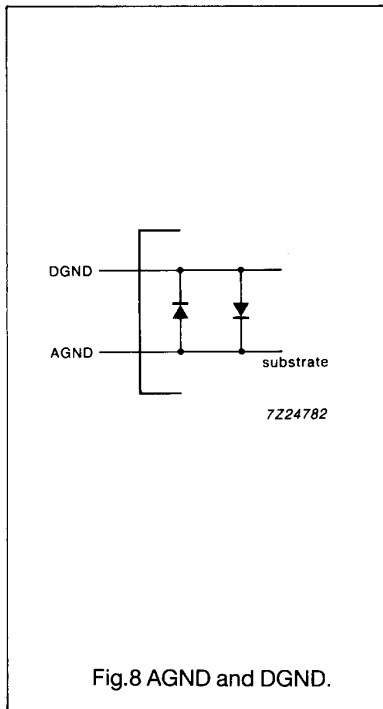 DGND
AGND
substrate
7Z24782
Fig.8 AGND and DGND.